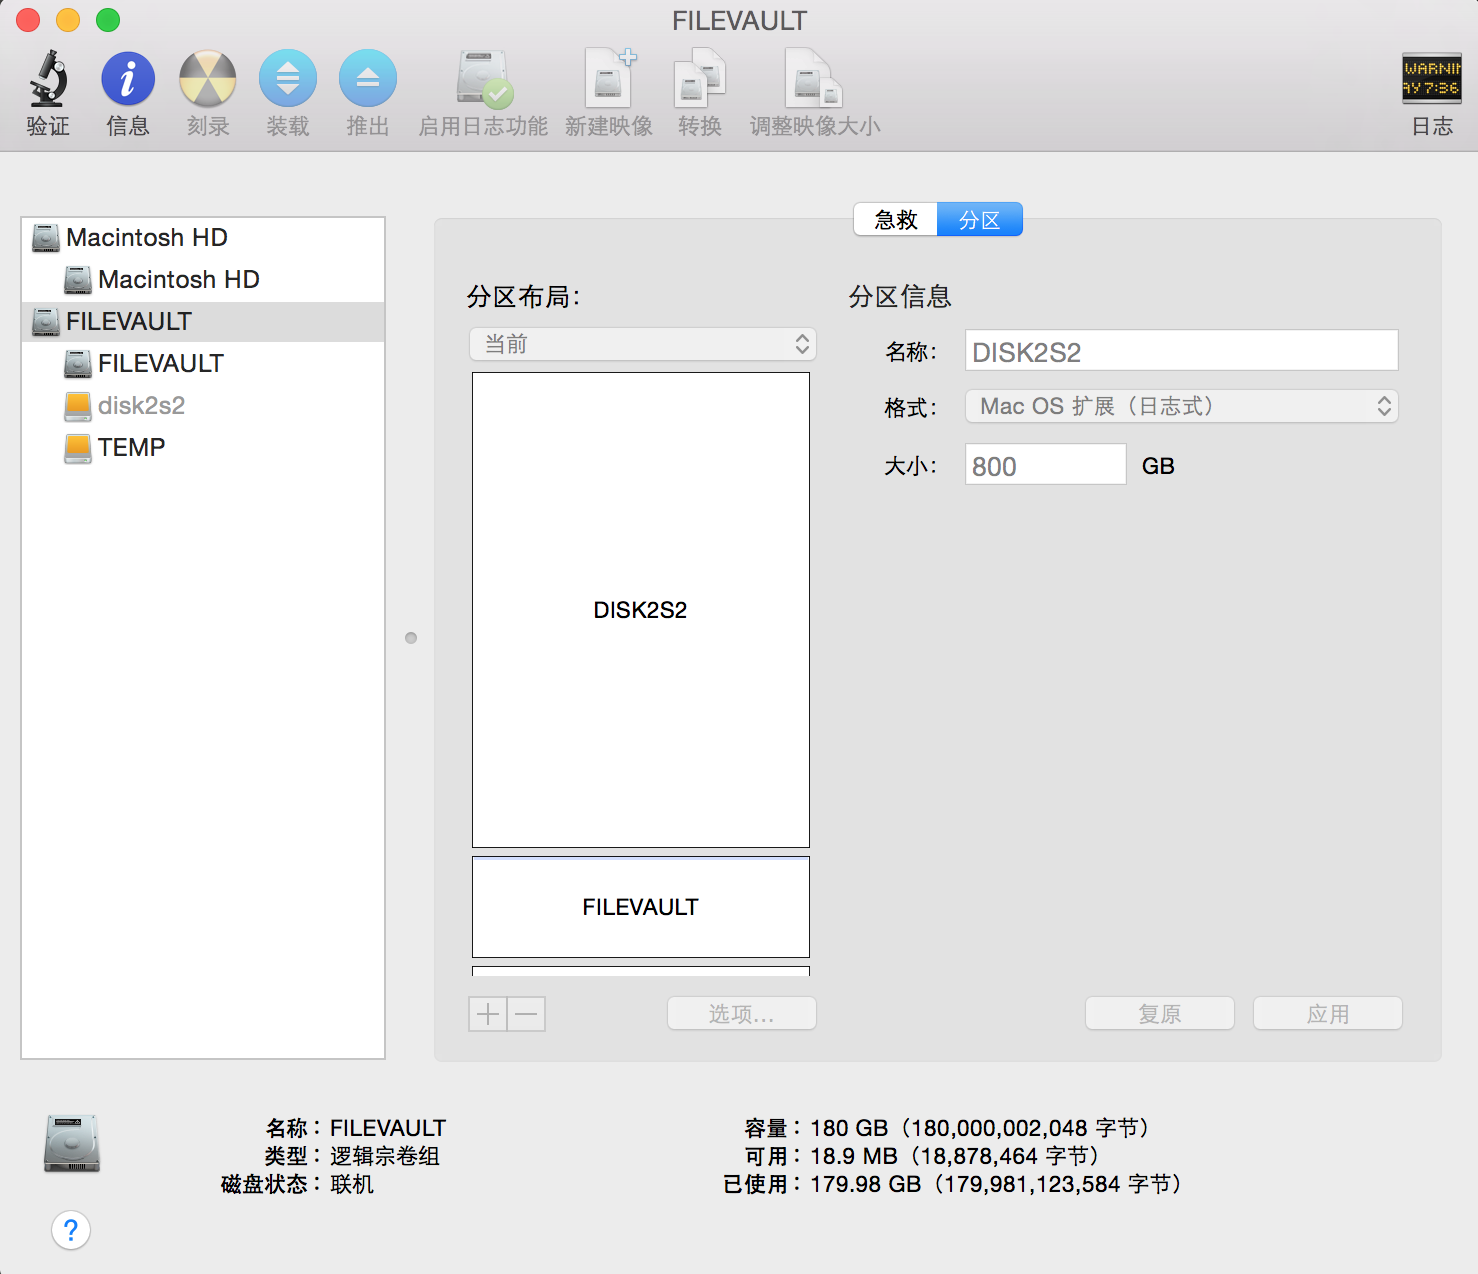 FILEVAULT
验证 信息 刻录 装载 推出 启用日志功能 新建映像 转换 调整映像大小 日志
WARNIN
AY 7:36
Macintosh HD
Macintosh HD
FILEVAULT
FILEVAULT
disk2s2
TEMP
急救 分区
分区布局：
当前
DISK2S2
FILEVAULT
选项...
分区信息
名称： DISK2S2
格式： Mac OS 扩展（日志式）
大小： 800 GB
复原 应用
名称： FILEVAULT
类型： 逻辑宗卷组
磁盘状态： 联机
容量： 180 GB（180,000,002,048 字节）
可用： 18.9 MB（18,878,464 字节）
已使用： 179.98 GB（179,981,123,584 字节）
?